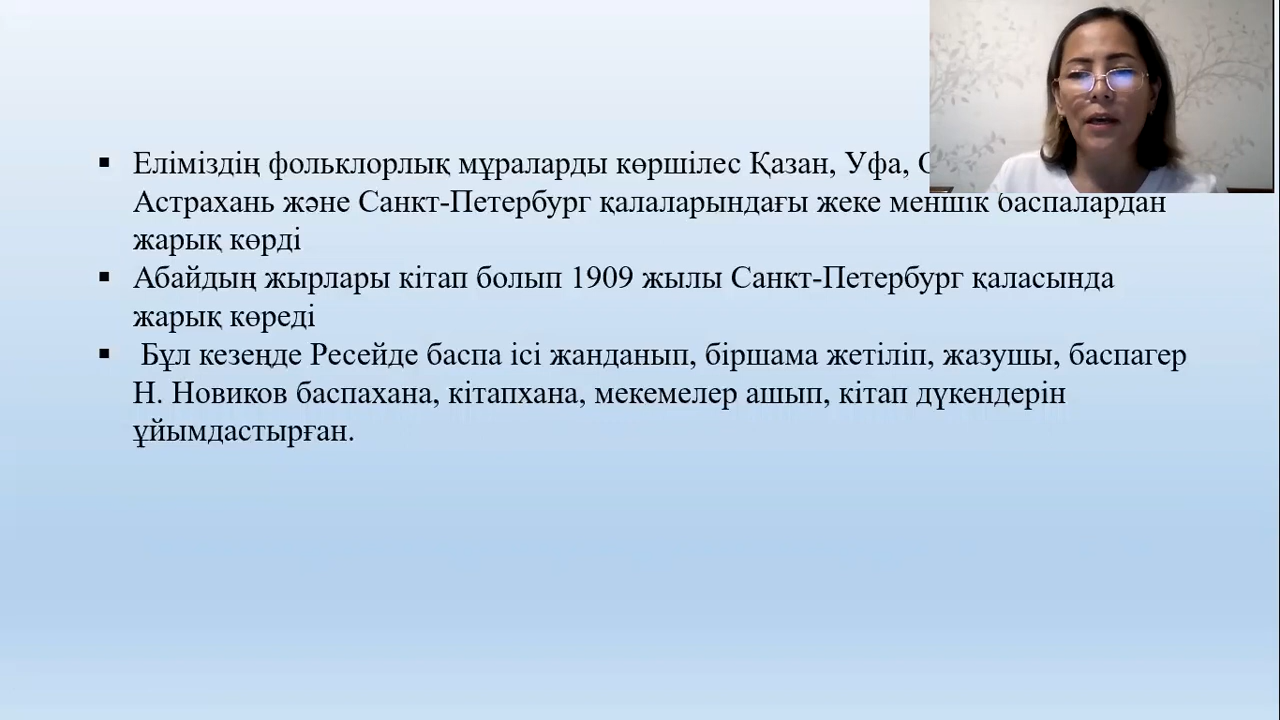 Еліміздің фольклорлық мұраларды көршілес Қазан, Уфа,
Астрахань және Санкт-Петербург қалаларындағы жеке меншік баспалардан
жарық көрді
Абайдың жырлары кітап болып 1909 жылы Санкт-Петербург қаласында
жарық көреді
Бұл кезеңде Ресейде баспа ісі жанданып, біршама жетіліп, жазушы, баспагер
Н. Новиков баспахана, кітапхана, мекемелер ашып, кітап дүкендерін
ұйымдастырған.